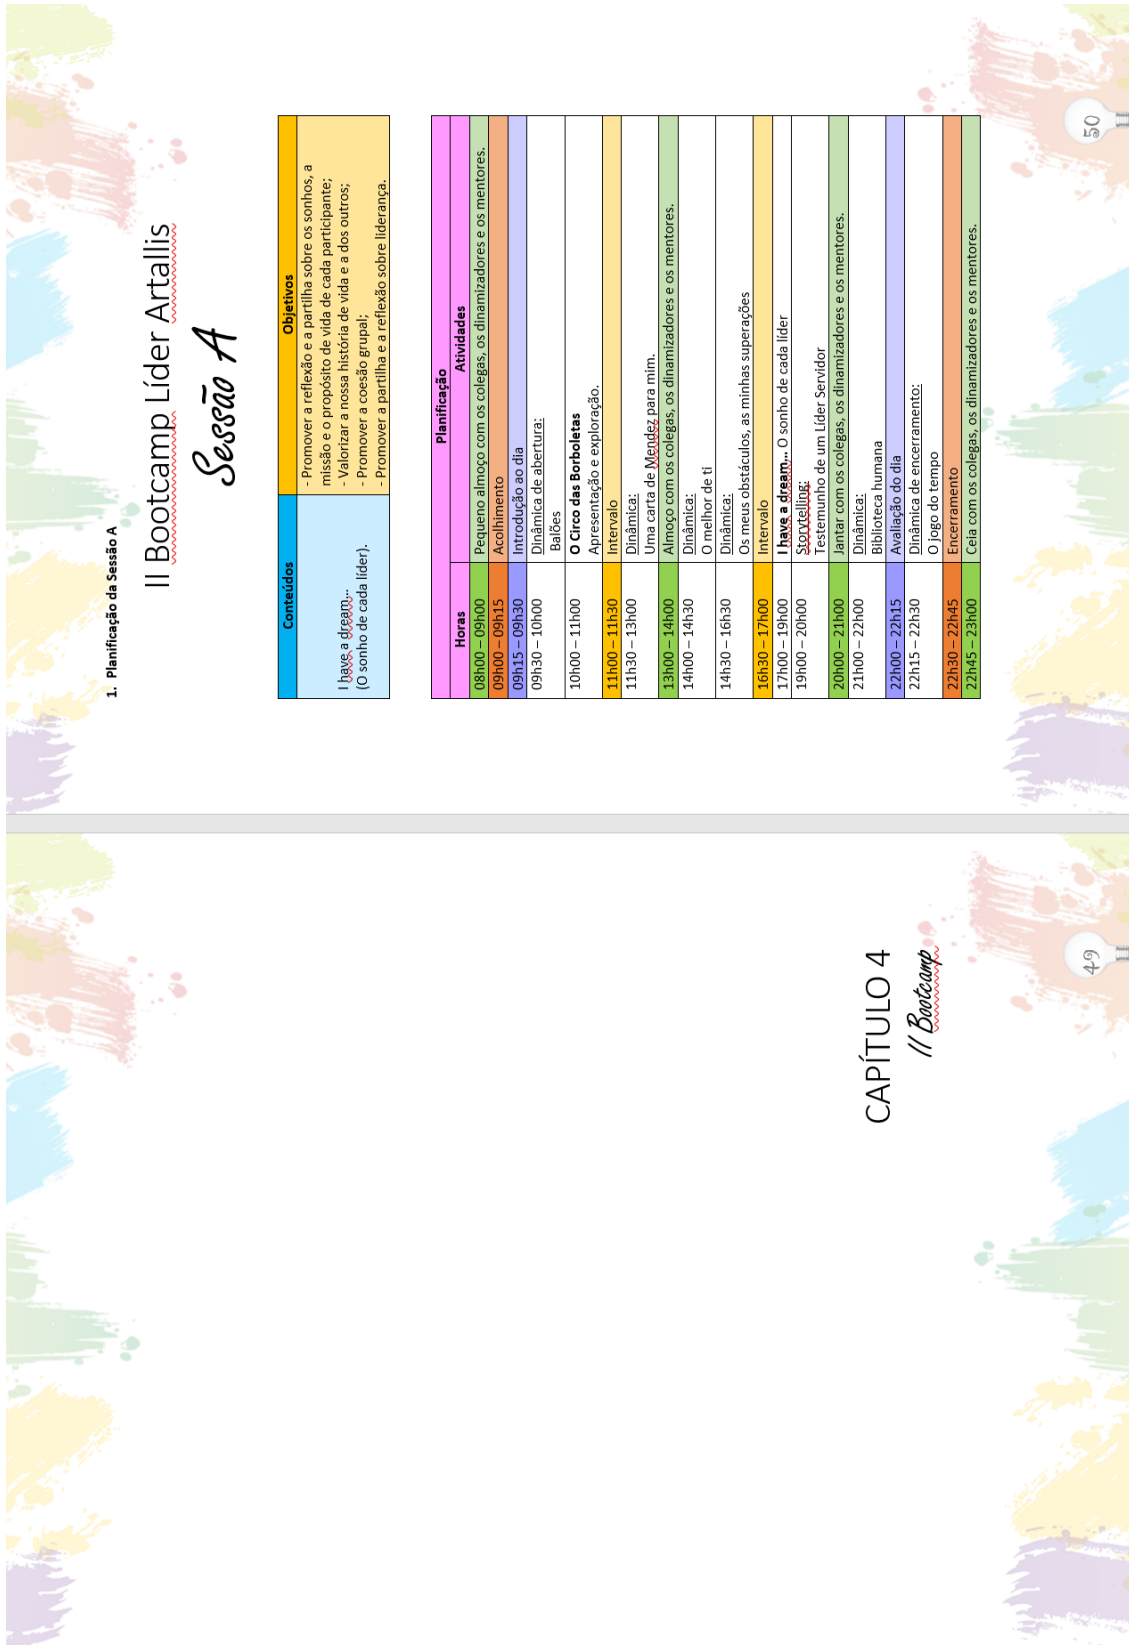 CAPÍTULO 4
II Bootcamp
49
1. Planificação da Sessão A
II Bootcamp Líder Artallis
Sessão A
Conteúdos
Objetivos
I have a dream...
(O sonho de cada líder).
- Promover a reflexão e a partilha sobre os sonhos, a
missão e o propósito de vida de cada participante;
- Valorizar a nossa história de vida e a dos outros;
- Promover a coesão grupal;
- Promover a partilha e a reflexão sobre liderança.
Planificação
Horas
Atividades
08h00 – 09h00
Pequeno almoço com os colegas, os dinamizadores e os mentores.
09h00 – 09h15
Acolhimento
09h15 – 09h30
Introdução ao dia
09h30 – 10h00
Dinâmica de abertura:
Balões
10h00 – 11h00
O Circo das Borboletas
Apresentação e exploração.
11h00 – 11h30
Intervalo
11h30 – 13h00
Dinâmica:
Uma carta de Mendez para mim.
13h00 – 14h00
Almoço com os colegas, os dinamizadores e os mentores.
14h00 – 14h30
Dinâmica:
O melhor de ti
14h30 – 16h30
Dinâmica:
Os meus obstáculos, as minhas superações
16h30 – 17h00
Intervalo
17h00 – 19h00
I have a dream... O sonho de cada líder
19h00 – 20h00
Storytelling:
Testemunho de um Líder Servidor
20h00 – 21h00
Jantar com os colegas, os dinamizadores e os mentores.
21h00 – 22h00
Dinâmica:
Biblioteca humana
22h00 – 22h15
Avaliação do dia
22h15 – 22h30
Dinâmica de encerramento:
O jogo do tempo
22h30 – 22h45
Encerramento
22h45 – 23h00
Ceia com os colegas, os dinamizadores e os mentores.
50